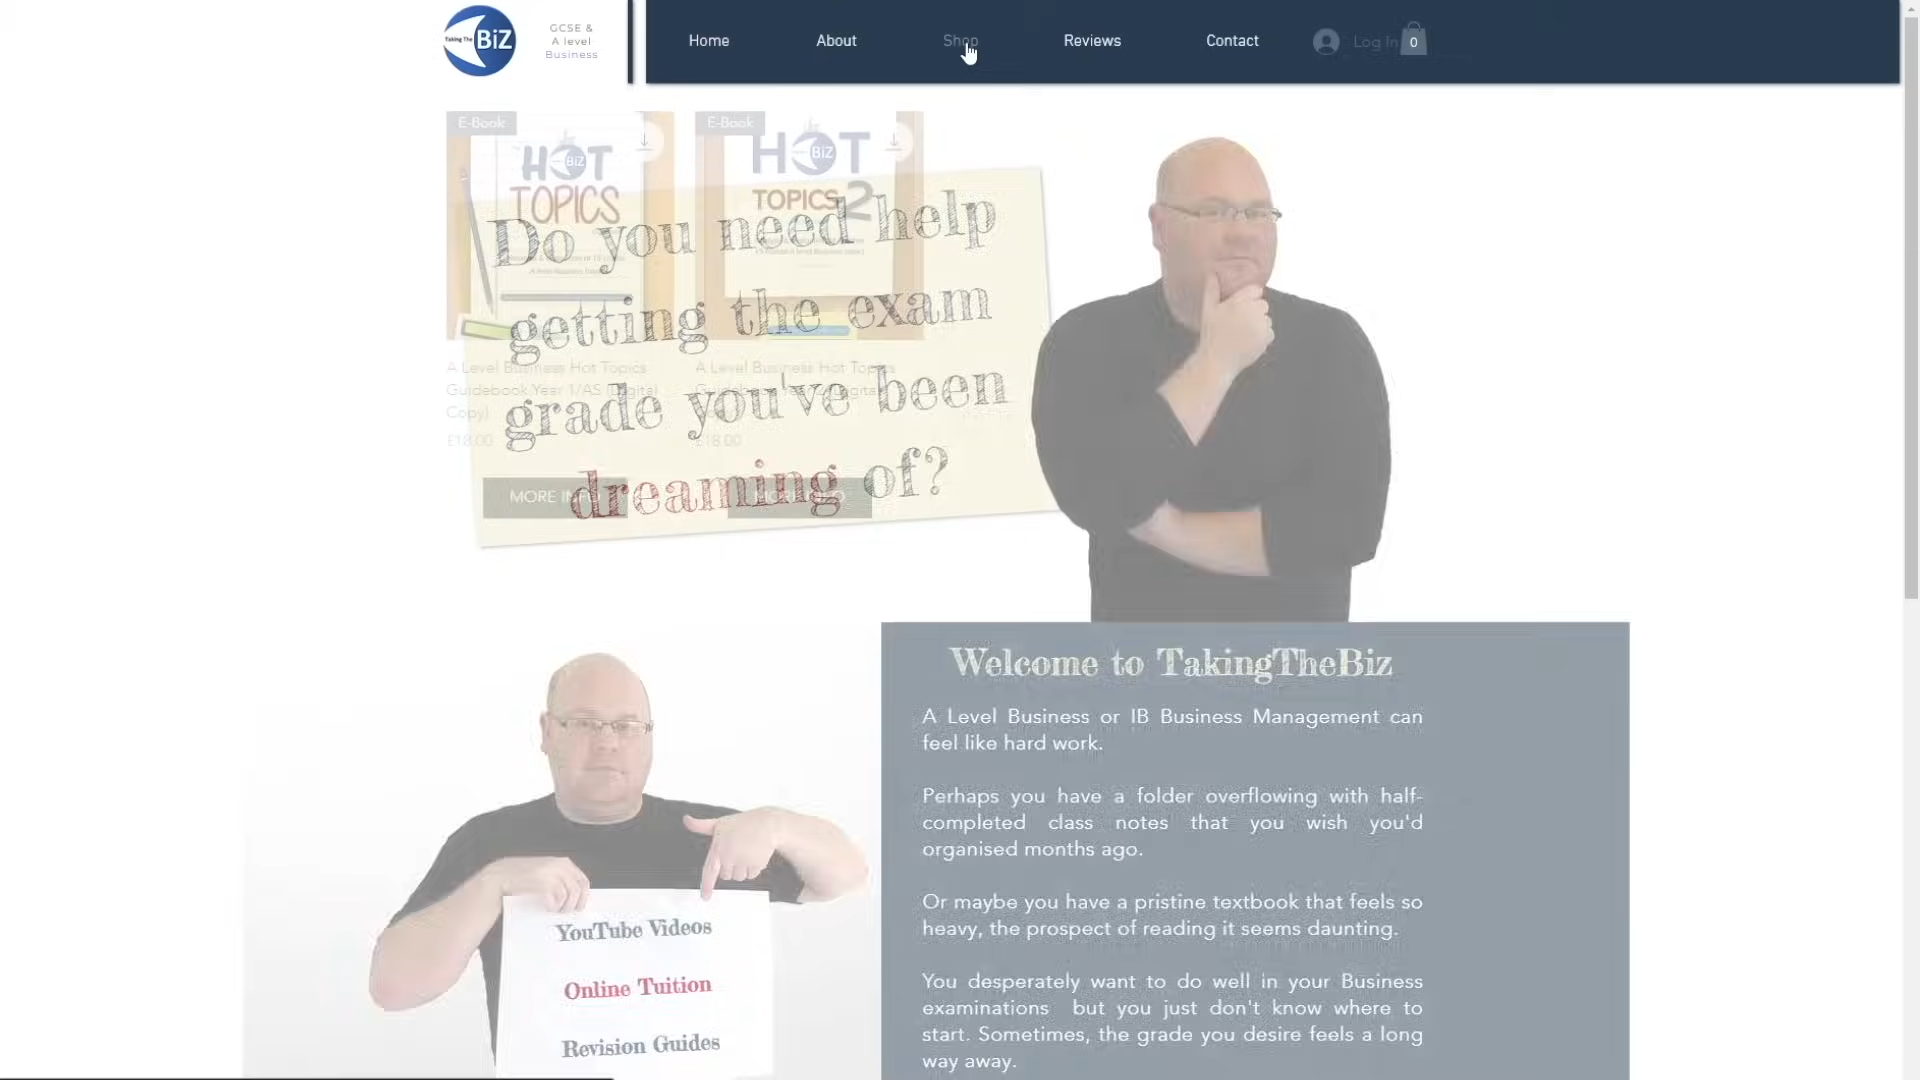 Taking The BiZ
GCSE &
A level
Business
Home
About
Shop
Reviews
Contact
Log In
0
E-Book
E-Book
HOT
BiZ
TOPICS
HOT
BiZ
TOPICS 2
Do you need help
getting the exam
grade you've been
dreaming of?
A Level Business Hot Topics
Guidebook Year 1/AS (Digital
Copy)
£18.00
A Level Business Hot Topics
£18.00
MORE INFO
MORE INFO
Welcome to TakingTheBiz
A Level Business or IB Business Management can
feel like hard work.
Perhaps you have a folder overflowing with half-
completed class notes that you wish you'd
organised months ago.
Or maybe you have a pristine textbook that feels so
heavy, the prospect of reading it seems daunting.
You desperately want to do well in your Business
examinations but you just don't know where to
start. Sometimes, the grade you desire feels a long
way away.
YouTube Videos
Online Tuition
Revision Guides